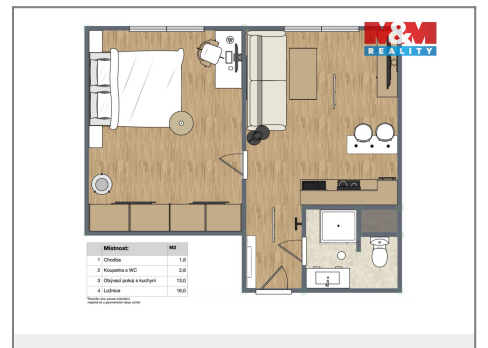 M&M
REALITY
Místnost: M2
1 Chodba 1,8
2 Koupelna s WC 2,8
3 Obývací pokoj s kuchyní 13,0
4 Ložnice 16,0